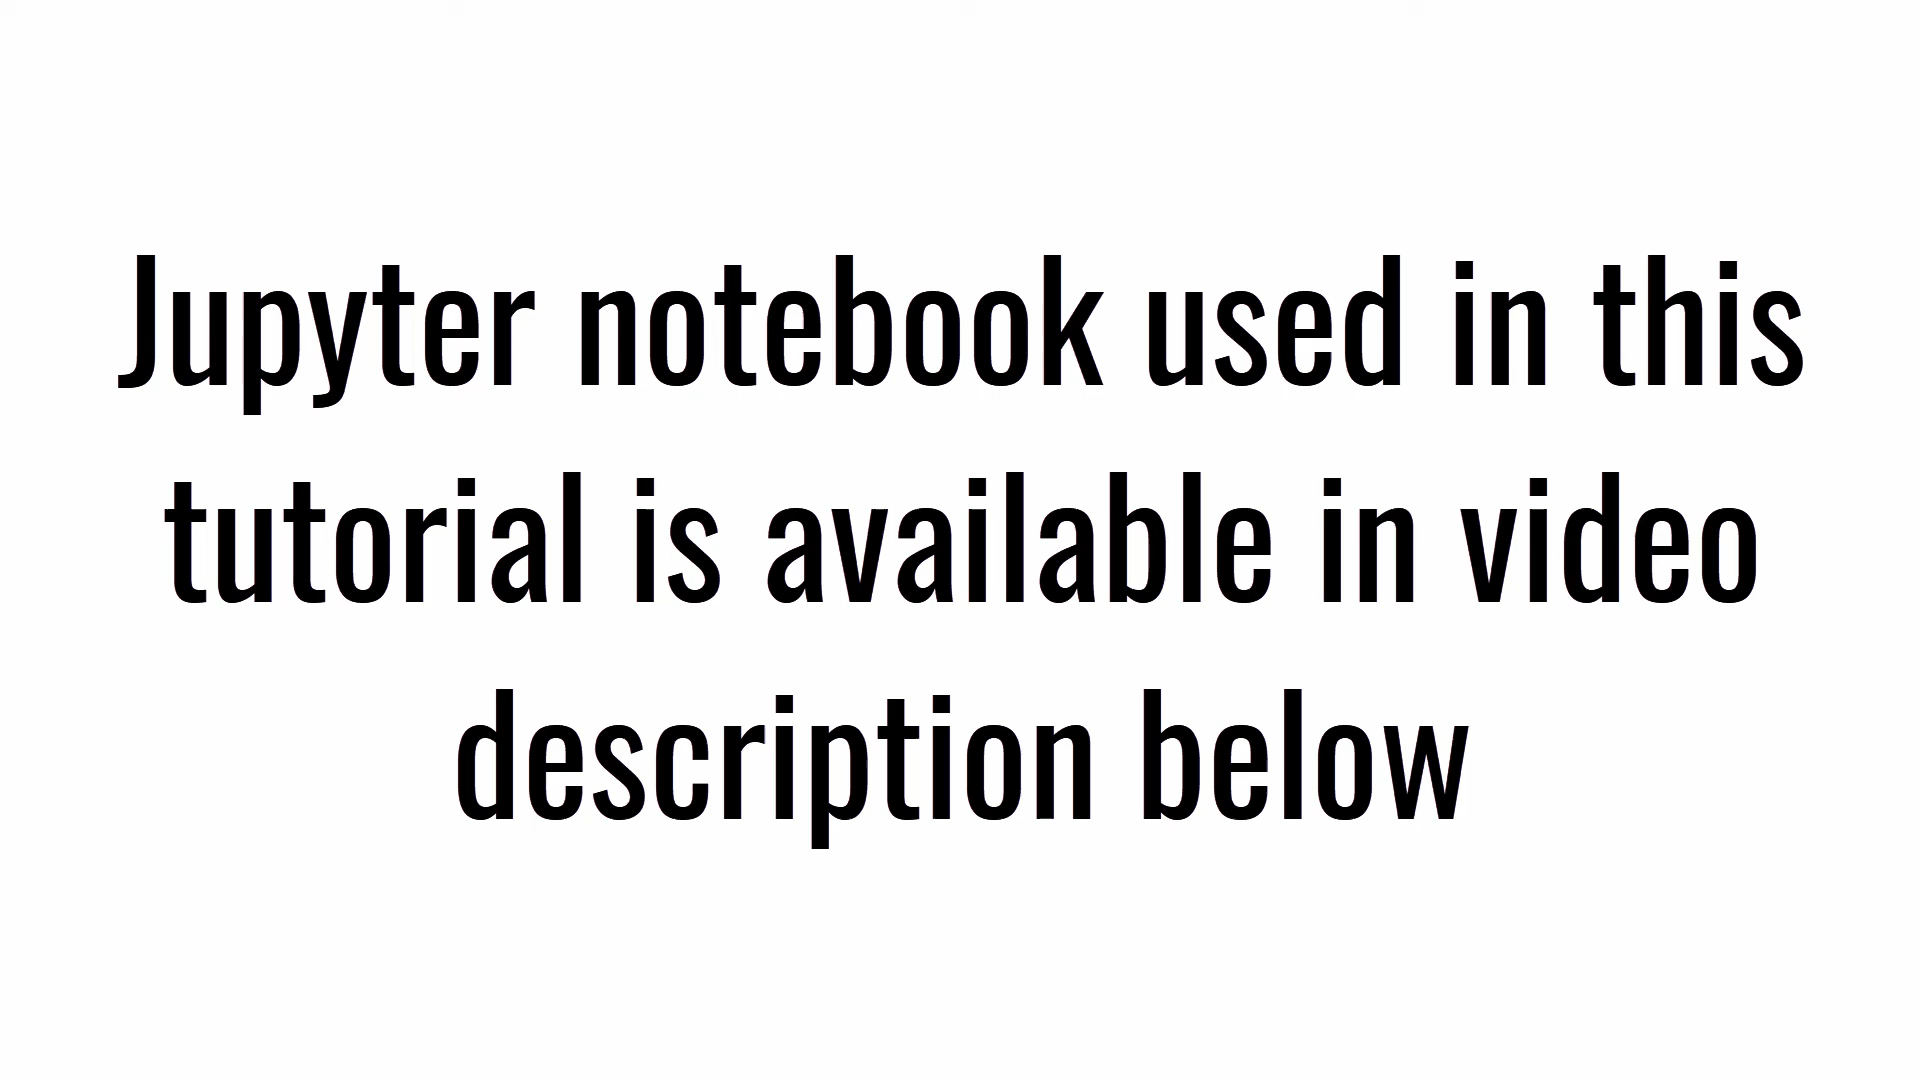 Jupyter notebook used in this
tutorial is available in video
description below